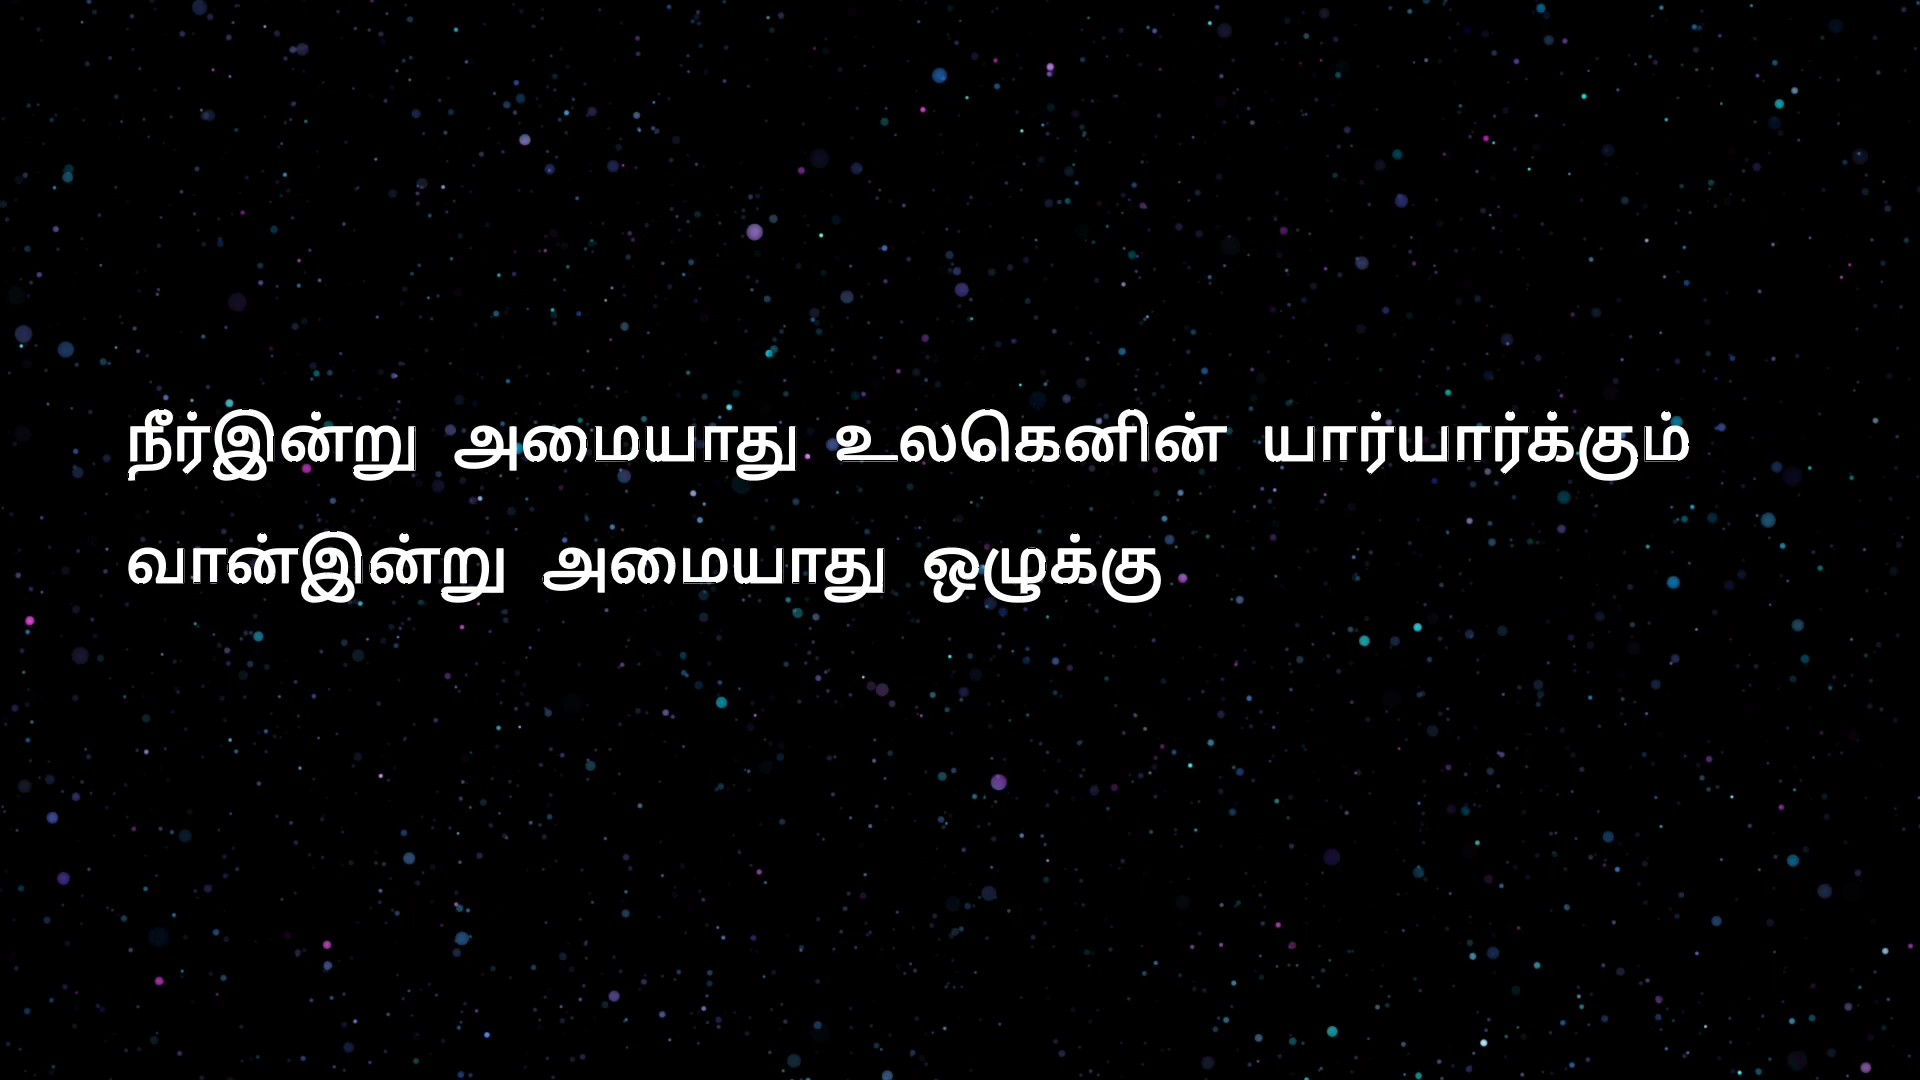 நீர்இன்று அமையாது உலகெனின் யார்யார்க்கும்
வான்இன்று அமையாது ஒழுக்கு